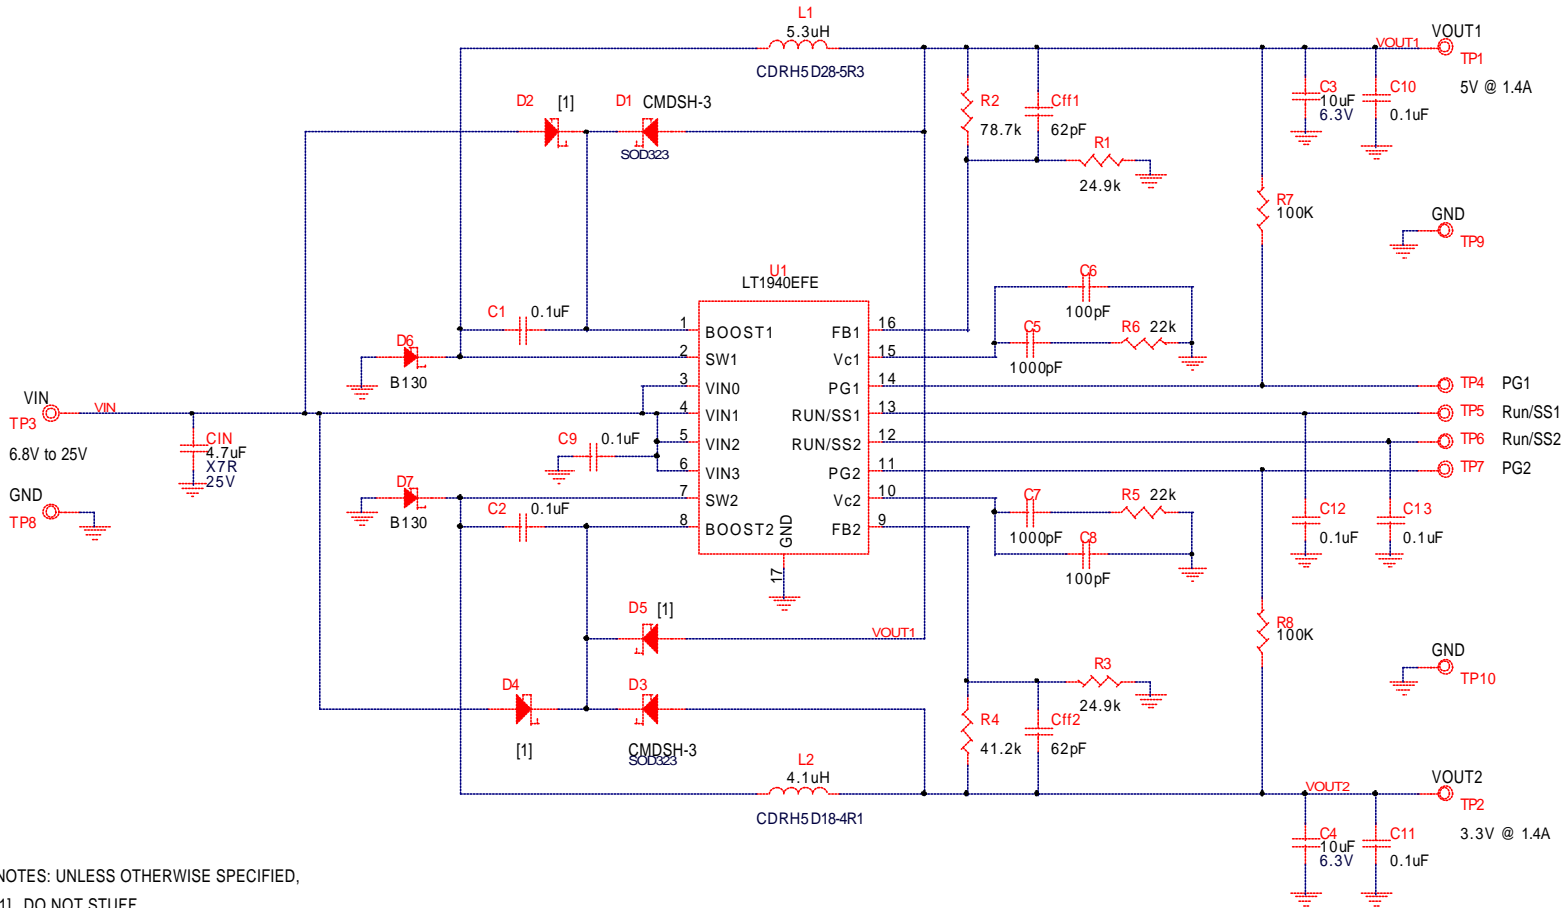 L1
5.3uH
CDRH5D28-5R3
VOUT1
VOUT1
TP1
5V @ 1.4A
D2
[1]
D1
CMDSH-3
SOD323
R2
78.7k
Cff1
62pF
R1
24.9k
C3
10uF
6.3V
C10
0.1uF
R7
100K
GND
TP9
U1
LT1940EFE
C1
0.1uF
C6
100pF
C5
1000pF
R6
22k
D6
B130
1
BOOST1
2
SW1
3
VIN0
4
VIN1
5
VIN2
6
VIN3
7
SW2
8
BOOST2
GND
17
16
FB1
15
Vc1
14
PG1
13
RUN/SS1
12
RUN/SS2
11
PG2
10
Vc2
9
FB2
VIN
TP3
VIN
6.8V to 25V
CIN
4.7uF
X7R
25V
C9
0.1uF
TP4
PG1
TP5
Run/SS1
TP6
Run/SS2
TP7
PG2
GND
TP8
D7
B130
C2
0.1uF
C7
1000pF
R5
22k
C8
100pF
C12
0.1uF
C13
0.1uF
D5
[1]
VOUT1
R8
100K
GND
TP10
D4
[1]
D3
CMDSH-3
SOD323
R3
24.9k
R4
41.2k
Cff2
62pF
L2
4.1uH
CDRH5D18-4R1
VOUT2
VOUT2
TP2
3.3V @ 1.4A
C4
10uF
6.3V
C11
0.1uF
NOTES: UNLESS OTHERWISE SPECIFIED,
1] DO NOT STUFF